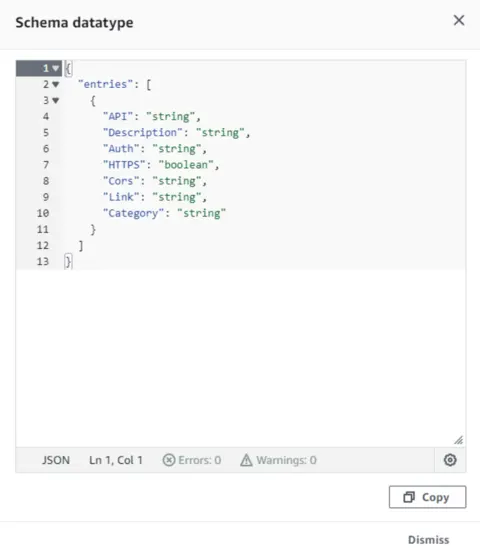 Schema datatype
1 {
2 "entries": [
3 {
4 "API": "string",
5 "Description": "string",
6 "Auth": "string",
7 "HTTPS": "boolean",
8 "Cors": "string",
9 "Link": "string",
10 "Category": "string"
11 }
12 ]
13 }
JSON Ln 1, Col 1 Errors: 0 Warnings: 0
Copy
Dismiss